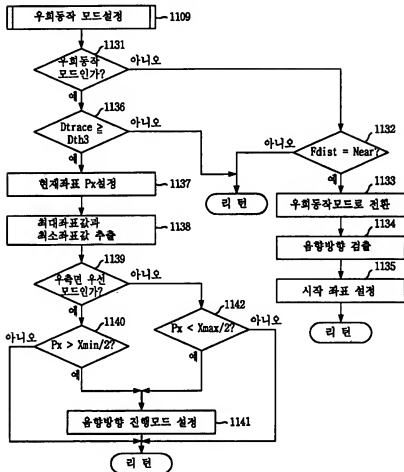 우회동작 모드설정
1109
1131
우회동작
모드인가?
아니오
예
1136
Dtrace ≧
Dth3
아니오
예
1132
Fdist = Near?
아니오
예
리 턴
현재좌표 Px설정
1137
1133
우회동작모드로 전환
최대좌표값과
최소좌표값 추출
1138
1134
음향방향 검출
1135
시작 좌표 설정
리 턴
1139
우측면 우선
모드인가?
아니오
예
1140
Px > Xmin/2?
아니오
예
1142
Px < Xmax/2?
아니오
예
음향방향 진행모드 설정
1141
리 턴